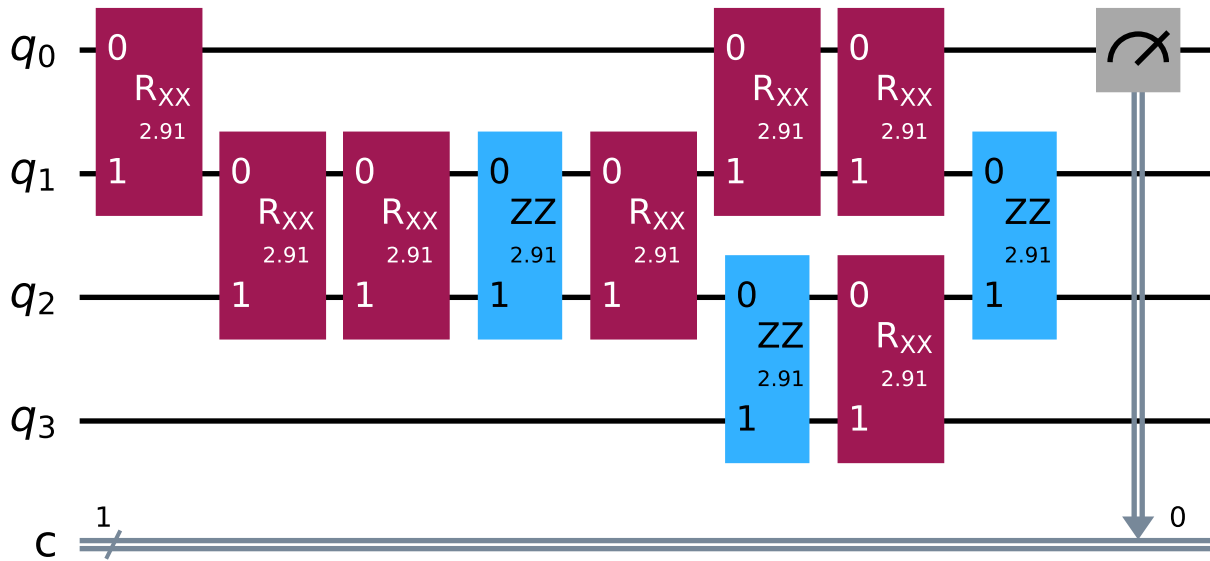 q0 0 0 0
RXX RXX RXX
2.91 2.91 2.91
q1 1 0 0 0 0 1 1 0
RXX RXX ZZ RXX ZZ
2.91 2.91 2.91 2.91 2.91
q2 1 1 1 1 0 0 1
ZZ RXX
2.91 2.91
q3 1 1
1 0
c